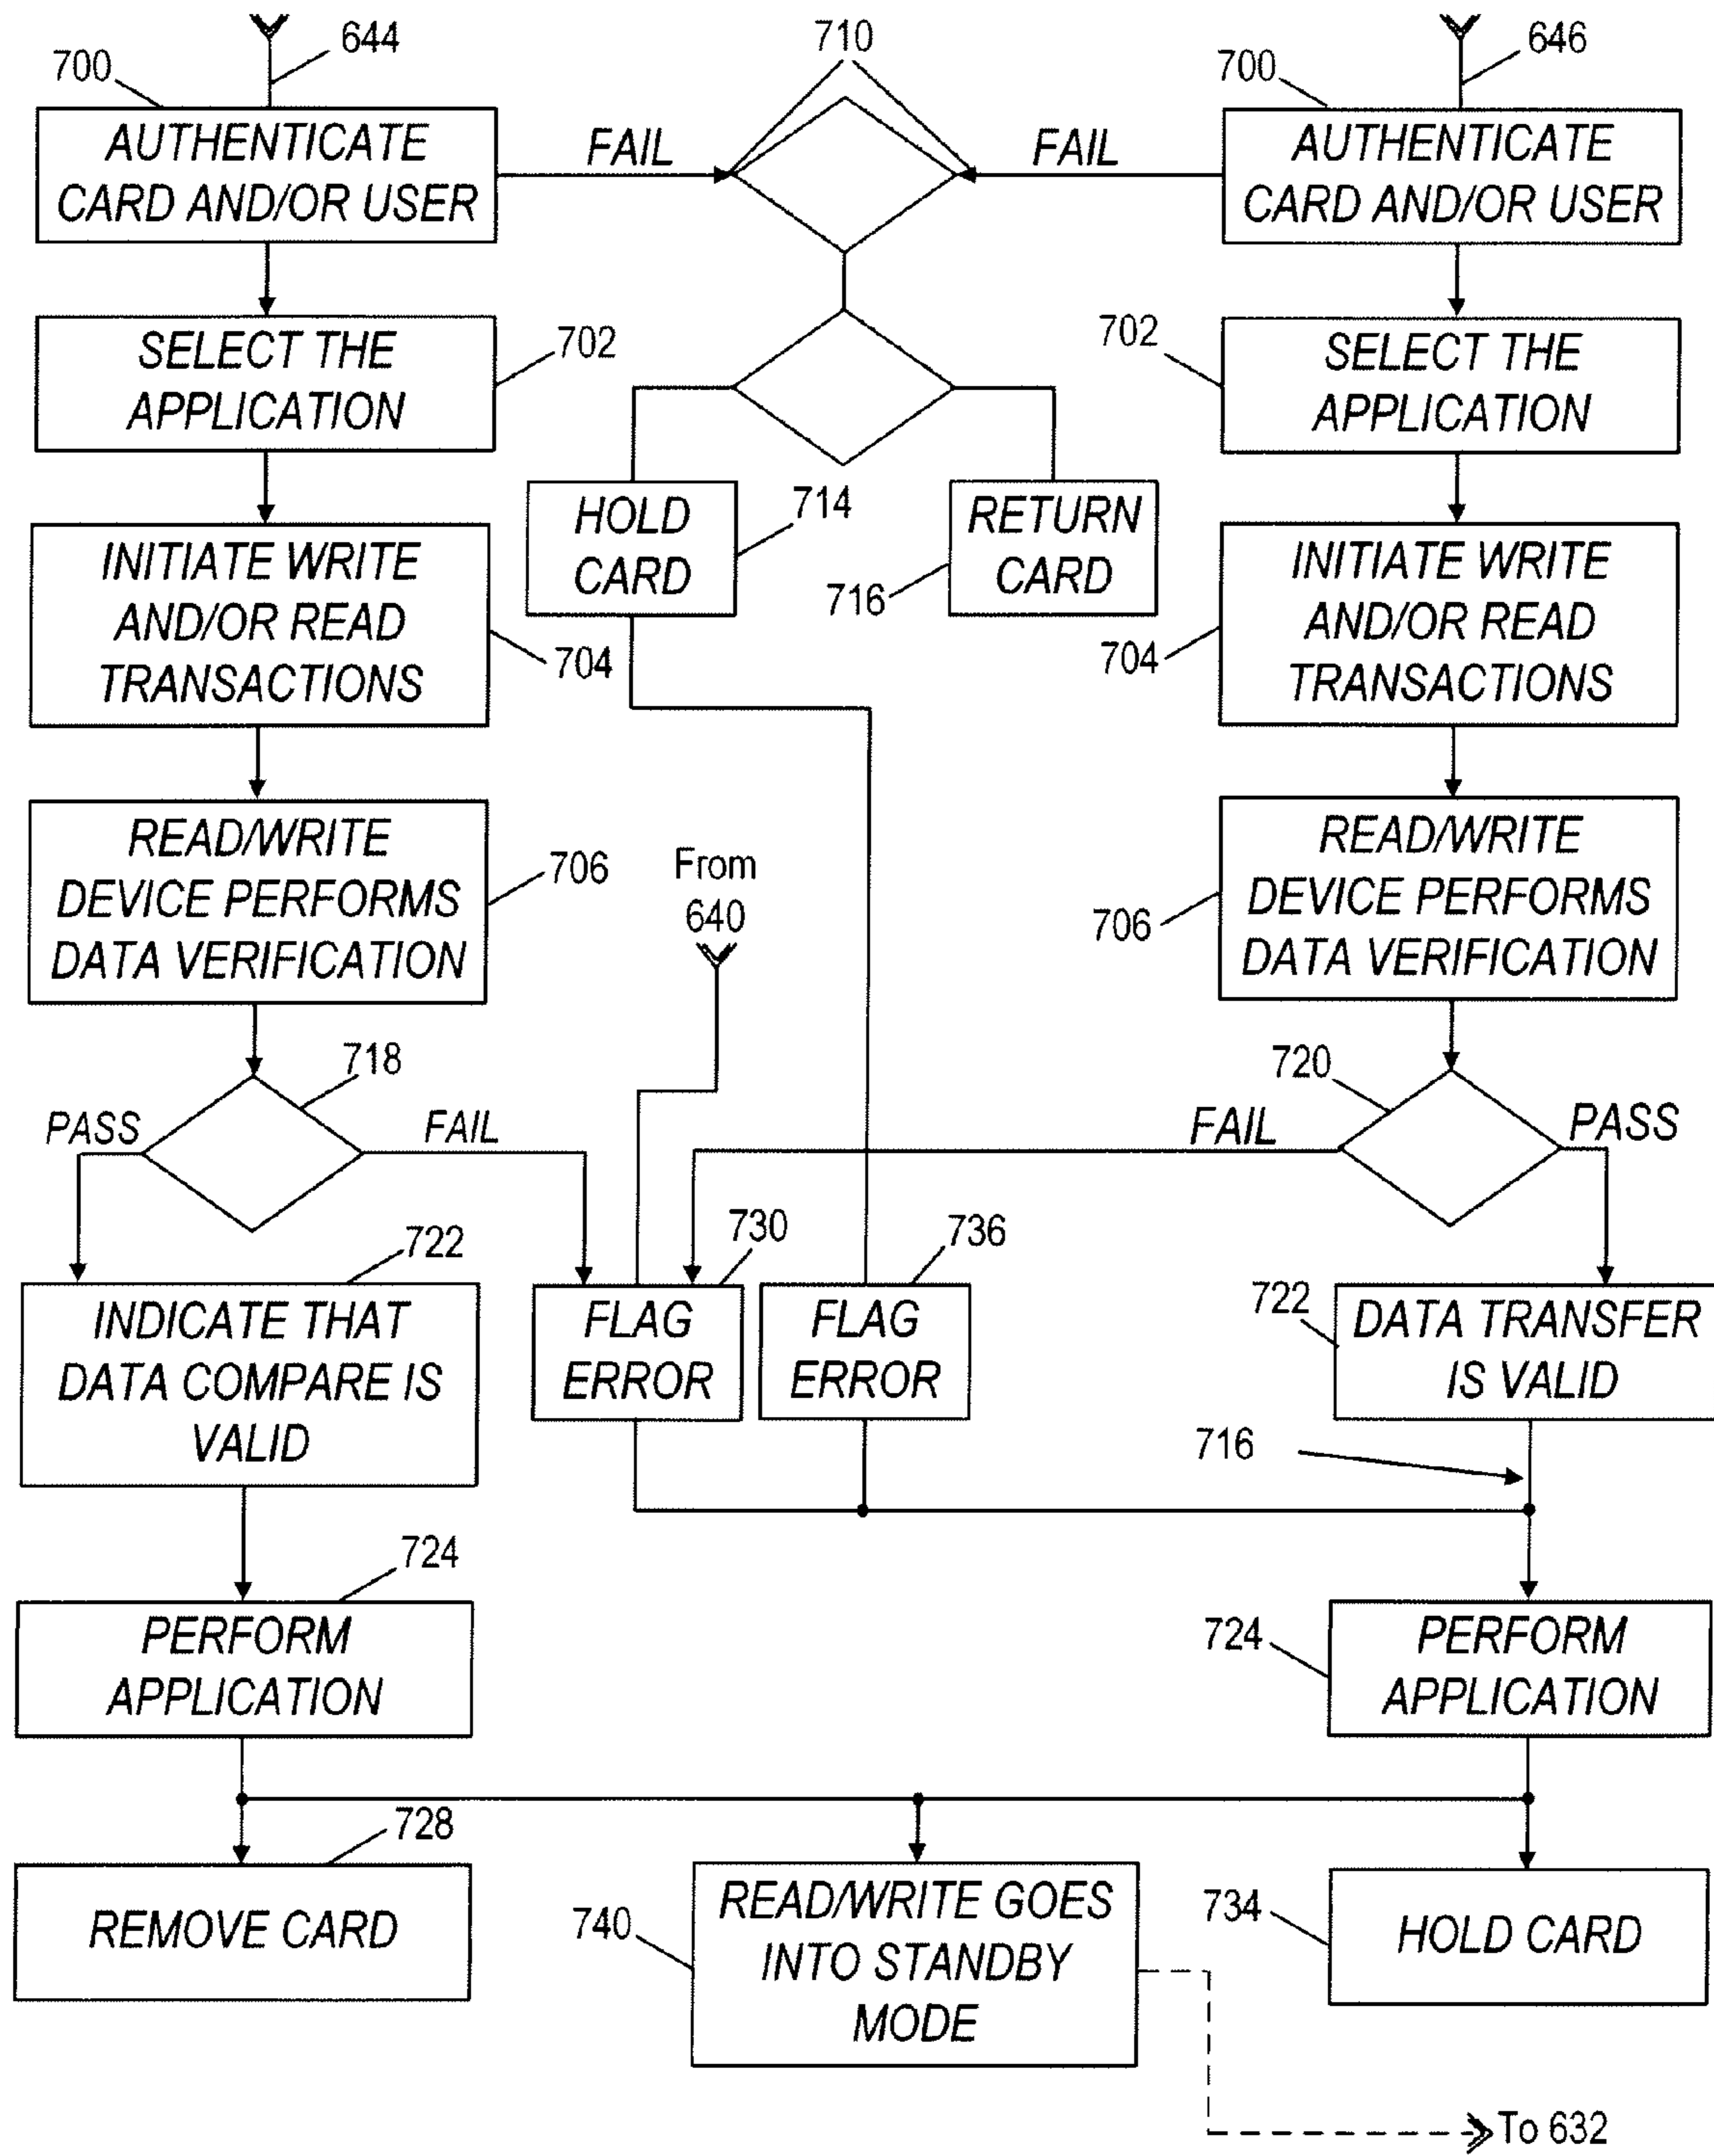 644
710
646
700
700
AUTHENTICATE
CARD AND/OR USER
FAIL
FAIL
AUTHENTICATE
CARD AND/OR USER
SELECT THE
APPLICATION
702
702
SELECT THE
APPLICATION
HOLD
CARD
714
RETURN
CARD
716
INITIATE WRITE
AND/OR READ
TRANSACTIONS
704
704
INITIATE WRITE
AND/OR READ
TRANSACTIONS
READ/WRITE
DEVICE PERFORMS
DATA VERIFICATION
706
From
640
706
READ/WRITE
DEVICE PERFORMS
DATA VERIFICATION
718
720
PASS
FAIL
FAIL
PASS
722
730
736
INDICATE THAT
DATA COMPARE IS
VALID
FLAG
ERROR
FLAG
ERROR
722
DATA TRANSFER
IS VALID
716
724
PERFORM
APPLICATION
724
PERFORM
APPLICATION
728
REMOVE CARD
740
READ/WRITE GOES
INTO STANDBY
MODE
734
HOLD CARD
To 632